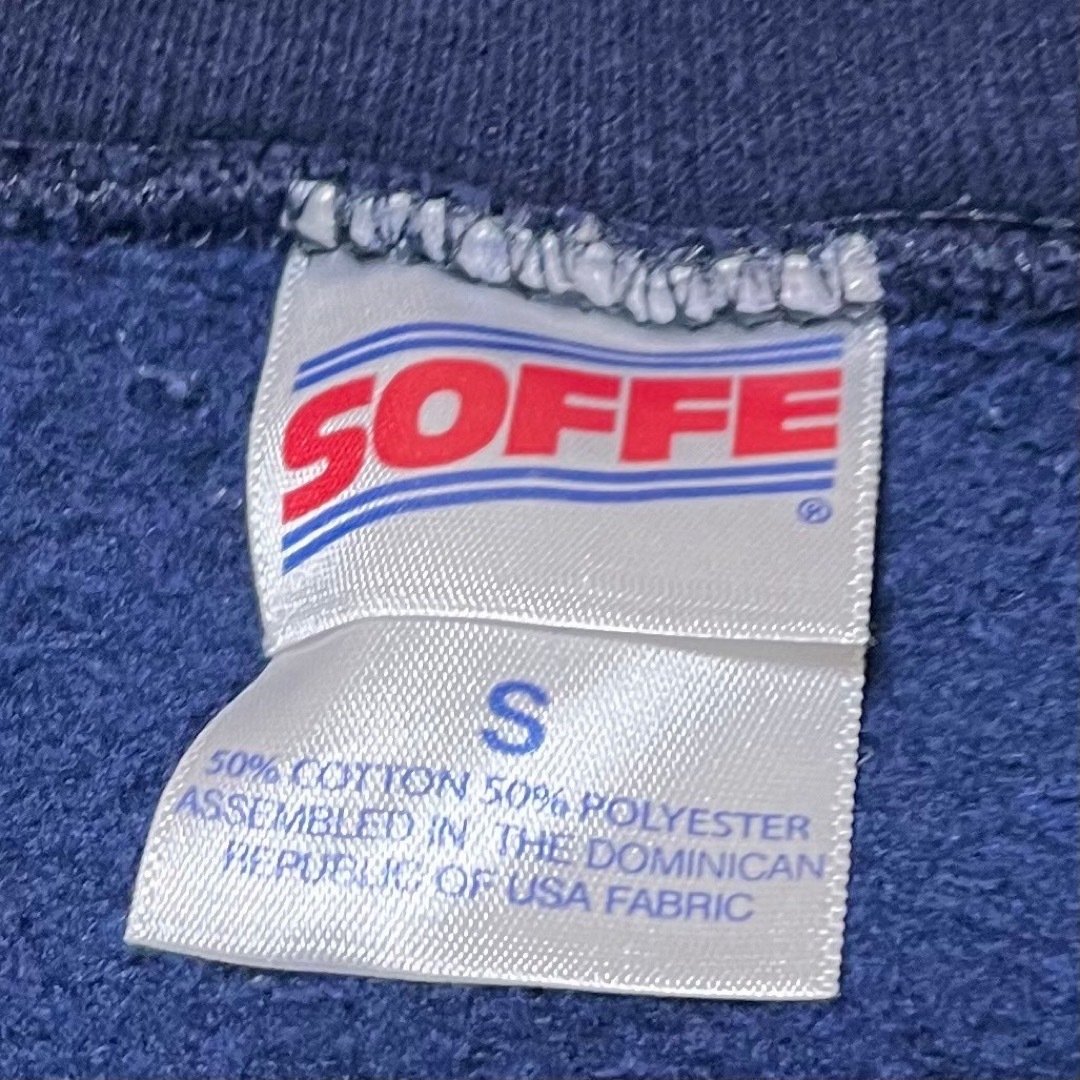 SOFFE
®
S
50% COTTON 50% POLYESTER
ASSEMBLED IN THE DOMINICAN
REPUBLIC OF USA FABRIC